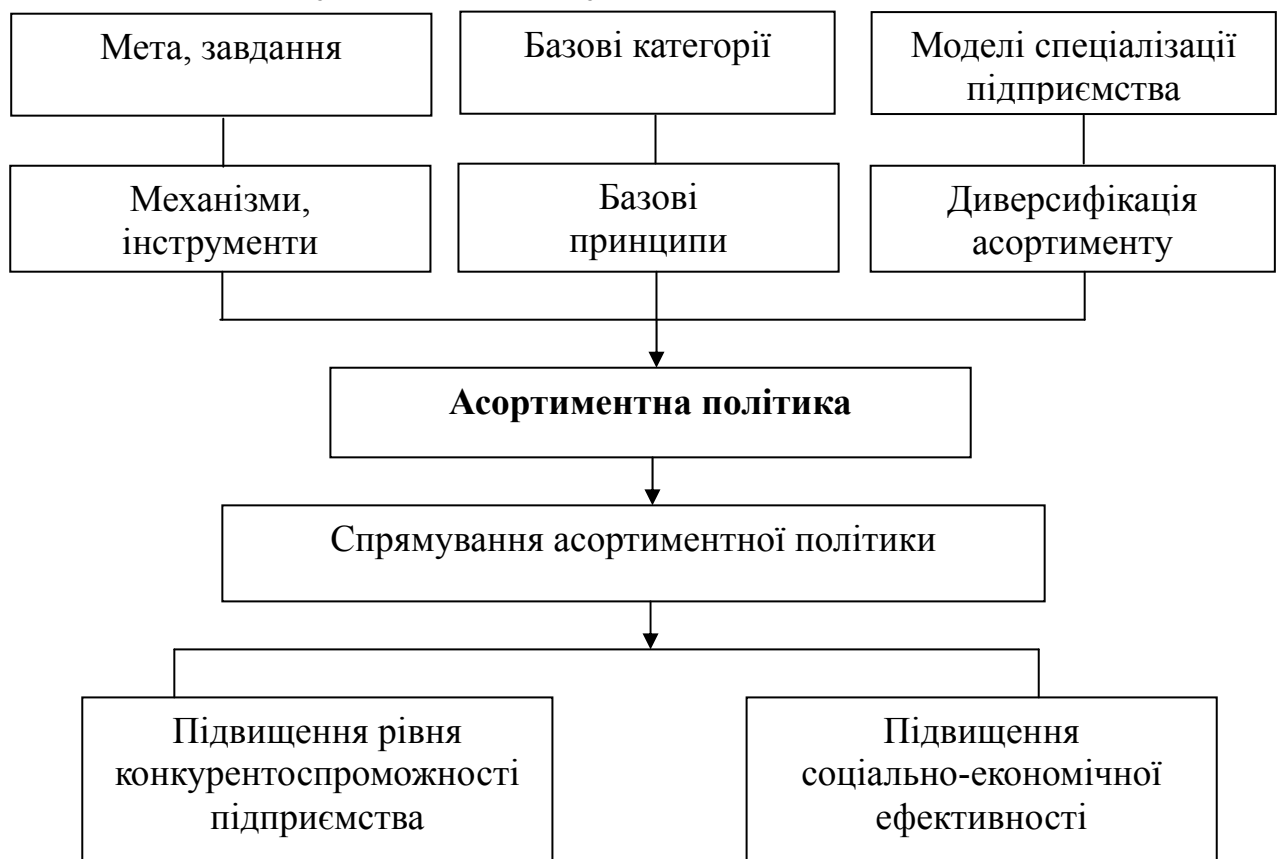 Мета, завдання
Базові категорії
Моделі спеціалізації
підприємства
Механізми,
інструменти
Базові
принципи
Диверсифікація
асортименту
Асортиментна політика
Спрямування асортиментної політики
Підвищення рівня
конкурентоспроможності
підприємства
Підвищення
соціально-економічної
ефективності